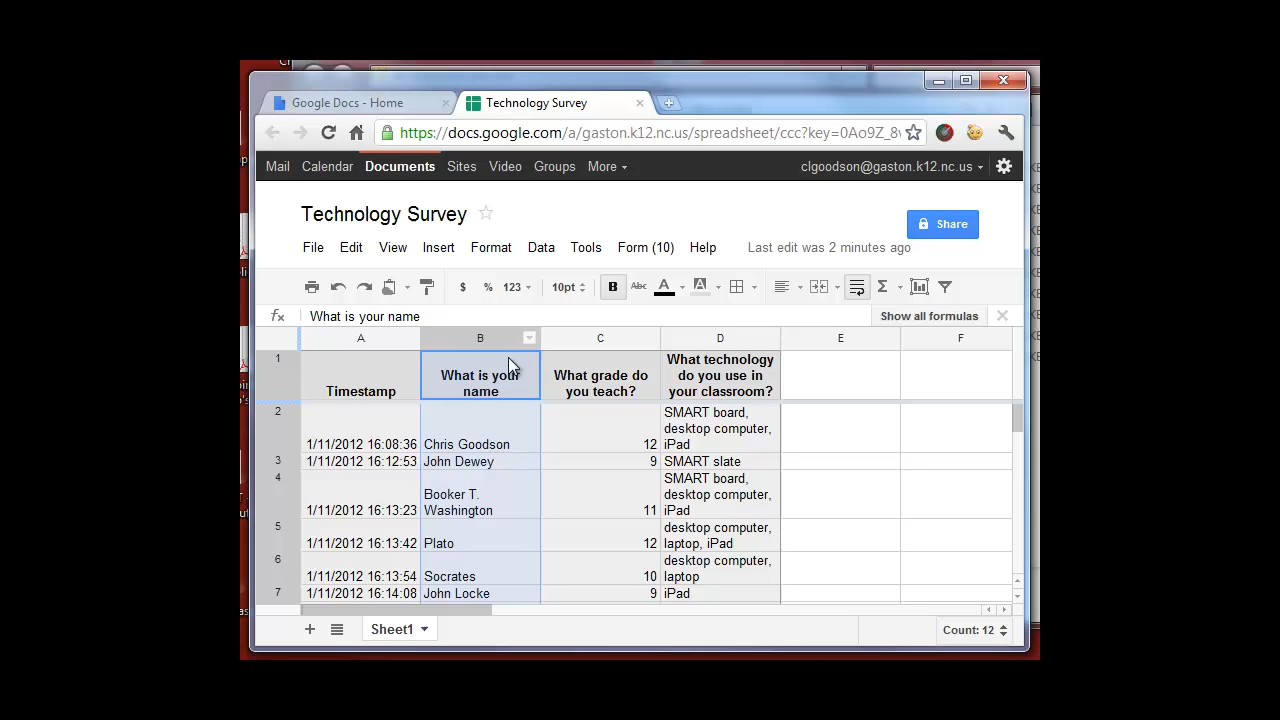 Google Docs - Home
Technology Survey
https://docs.google.com/a/gaston.k12.nc.us/spreadsheet/ccc?key=0Ao9Z_8
Mail Calendar Documents Sites Video Groups More clgoodson@gaston.k12.nc.us
Technology Survey
Share
File Edit View Insert Format Data Tools Form (10) Help Last edit was 2 minutes ago
$ % 123 10pt B Abc A A Σ
fx What is your name Show all formulas
A B C D E F
1 Timestamp What is your name What grade do you teach? What technology do you use in your classroom?
2 1/11/2012 16:08:36 Chris Goodson 12 SMART board, desktop computer, iPad
3 1/11/2012 16:12:53 John Dewey 9 SMART slate
4 1/11/2012 16:13:23 Booker T. Washington 11 SMART board, desktop computer, iPad
5 1/11/2012 16:13:42 Plato 12 desktop computer, laptop, iPad
6 1/11/2012 16:13:54 Socrates 10 desktop computer, laptop
7 1/11/2012 16:14:08 John Locke 9 iPad
+ Sheet1 Count: 12